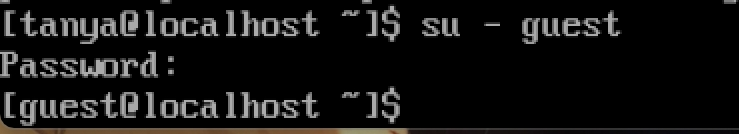 [tanya@localhost ~]$ su - guest
Password:
[guest@localhost ~]$